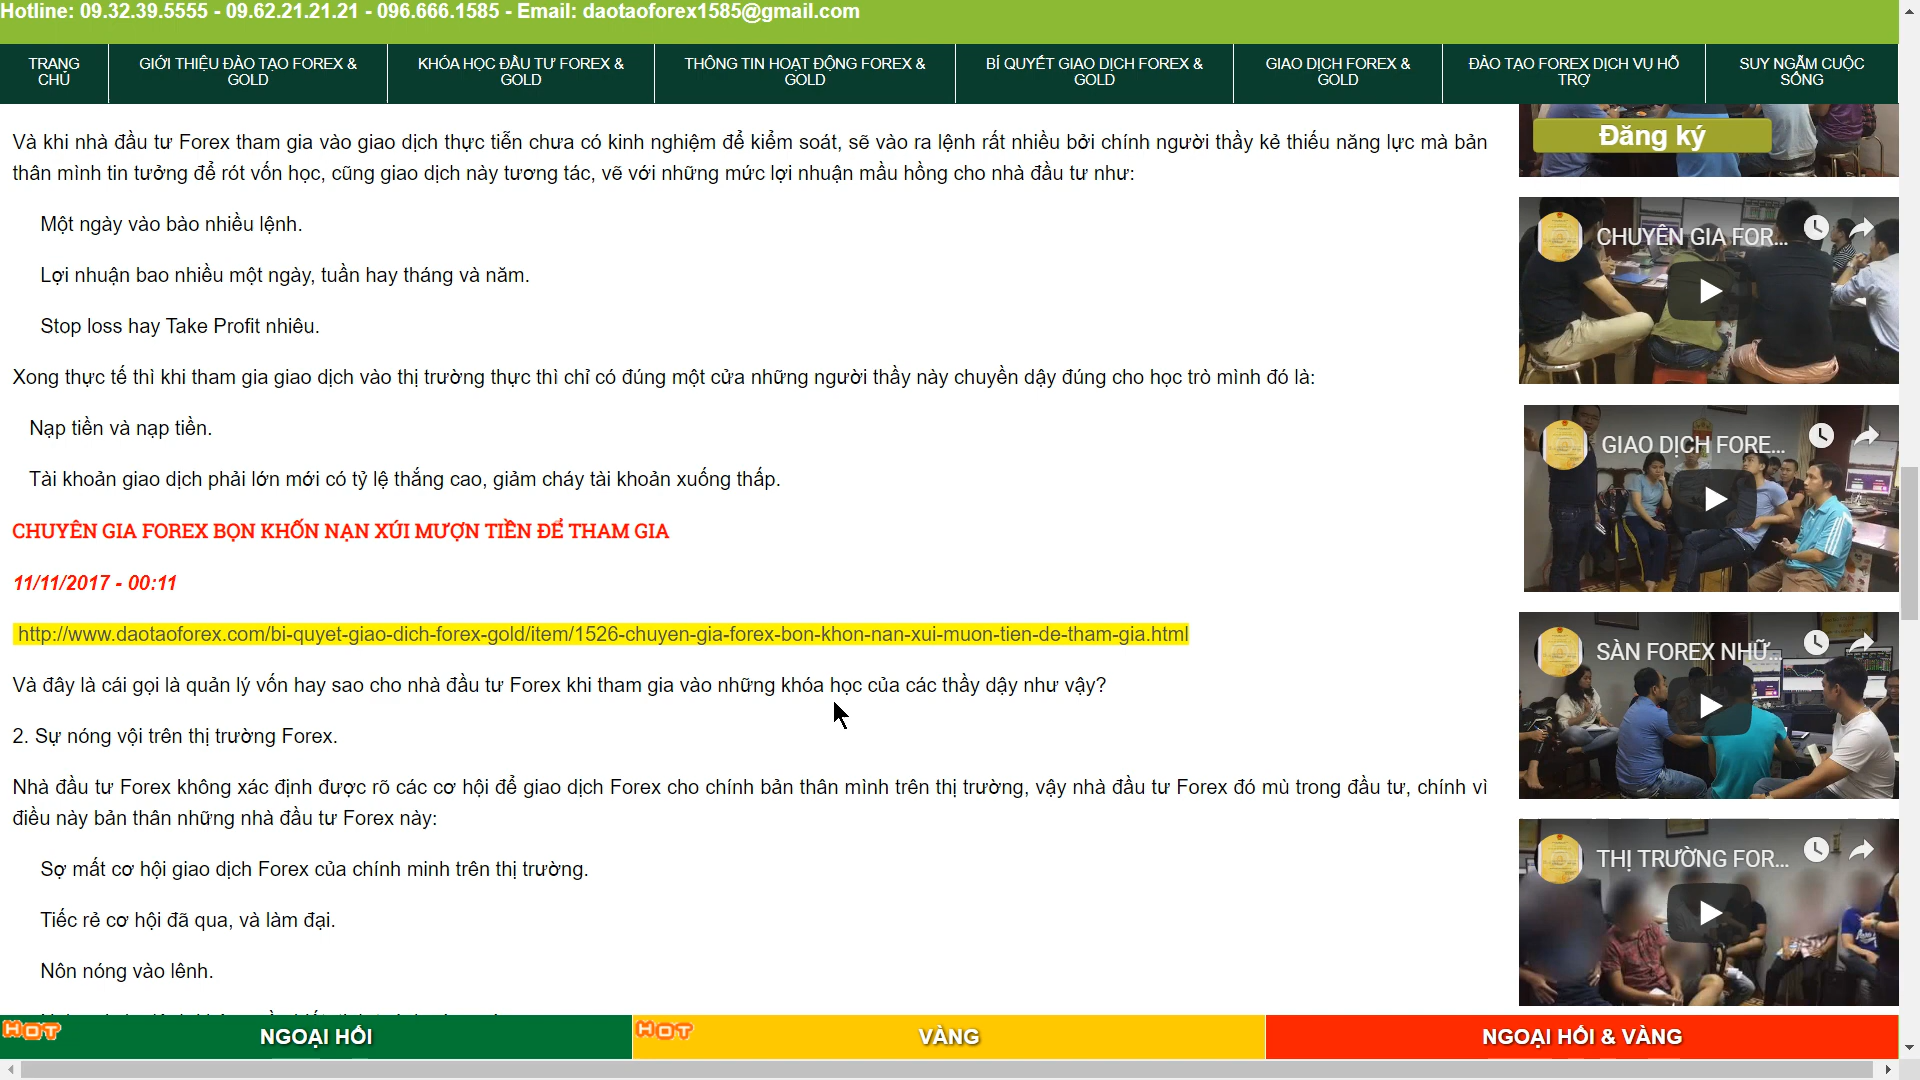 Hotline: 09.32.39.5555 - 09.62.21.21.21 - 096.666.1585 - Email: daotaoforex1585@gmail.com
TRANG CHỦ
GIỚI THIỆU ĐÀO TẠO FOREX & GOLD
KHÓA HỌC ĐẦU TƯ FOREX & GOLD
THÔNG TIN HOẠT ĐỘNG FOREX & GOLD
BÍ QUYẾT GIAO DỊCH FOREX & GOLD
GIAO DỊCH FOREX & GOLD
ĐÀO TẠO FOREX DỊCH VỤ HỖ TRỢ
SUY NGẪM CUỘC SỐNG
Và khi nhà đầu tư Forex tham gia vào giao dịch thực tiễn chưa có kinh nghiệm để kiểm soát, sẽ vào ra lệnh rất nhiều bởi chính người thầy kẻ thiếu năng lực mà bản
thân mình tin tưởng để rót vốn học, cũng giao dịch này tương tác, vẽ với những mức lợi nhuận mầu hồng cho nhà đầu tư như:
Một ngày vào bào nhiều lệnh.
Lợi nhuận bao nhiều một ngày, tuần hay tháng và năm.
Stop loss hay Take Profit nhiêu.
Xong thực tế thì khi tham gia giao dịch vào thị trường thực thì chỉ có đúng một cửa những người thầy này chuyền dậy đúng cho học trò mình đó là:
Nạp tiền và nạp tiền.
Tài khoản giao dịch phải lớn mới có tỷ lệ thắng cao, giảm cháy tài khoản xuống thấp.
CHUYÊN GIA FOREX BỌN KHỐN NẠN XÚI MƯỢN TIỀN ĐỂ THAM GIA
11/11/2017 - 00:11
http://www.daotaoforex.com/bi-quyet-giao-dich-forex-gold/item/1526-chuyen-gia-forex-bon-khon-nan-xui-muon-tien-de-tham-gia.html
Và đây là cái gọi là quản lý vốn hay sao cho nhà đầu tư Forex khi tham gia vào những khóa học của các thầy dậy như vậy?
2. Sự nóng vội trên thị trường Forex.
Nhà đầu tư Forex không xác định được rõ các cơ hội để giao dịch Forex cho chính bản thân mình trên thị trường, vậy nhà đầu tư Forex đó mù trong đầu tư, chính vì
điều này bản thân những nhà đầu tư Forex này:
Sợ mất cơ hội giao dịch Forex của chính minh trên thị trường.
Tiếc rẻ cơ hội đã qua, và làm đại.
Nôn nóng vào lênh.
Đăng ký
CHUYÊN GIA FOR...
GIAO DỊCH FORE...
SÀN FOREX NHỮ...
THỊ TRƯỜNG FOR...
HOT
NGOẠI HỐI
HOT
VÀNG
NGOẠI HỐI & VÀNG